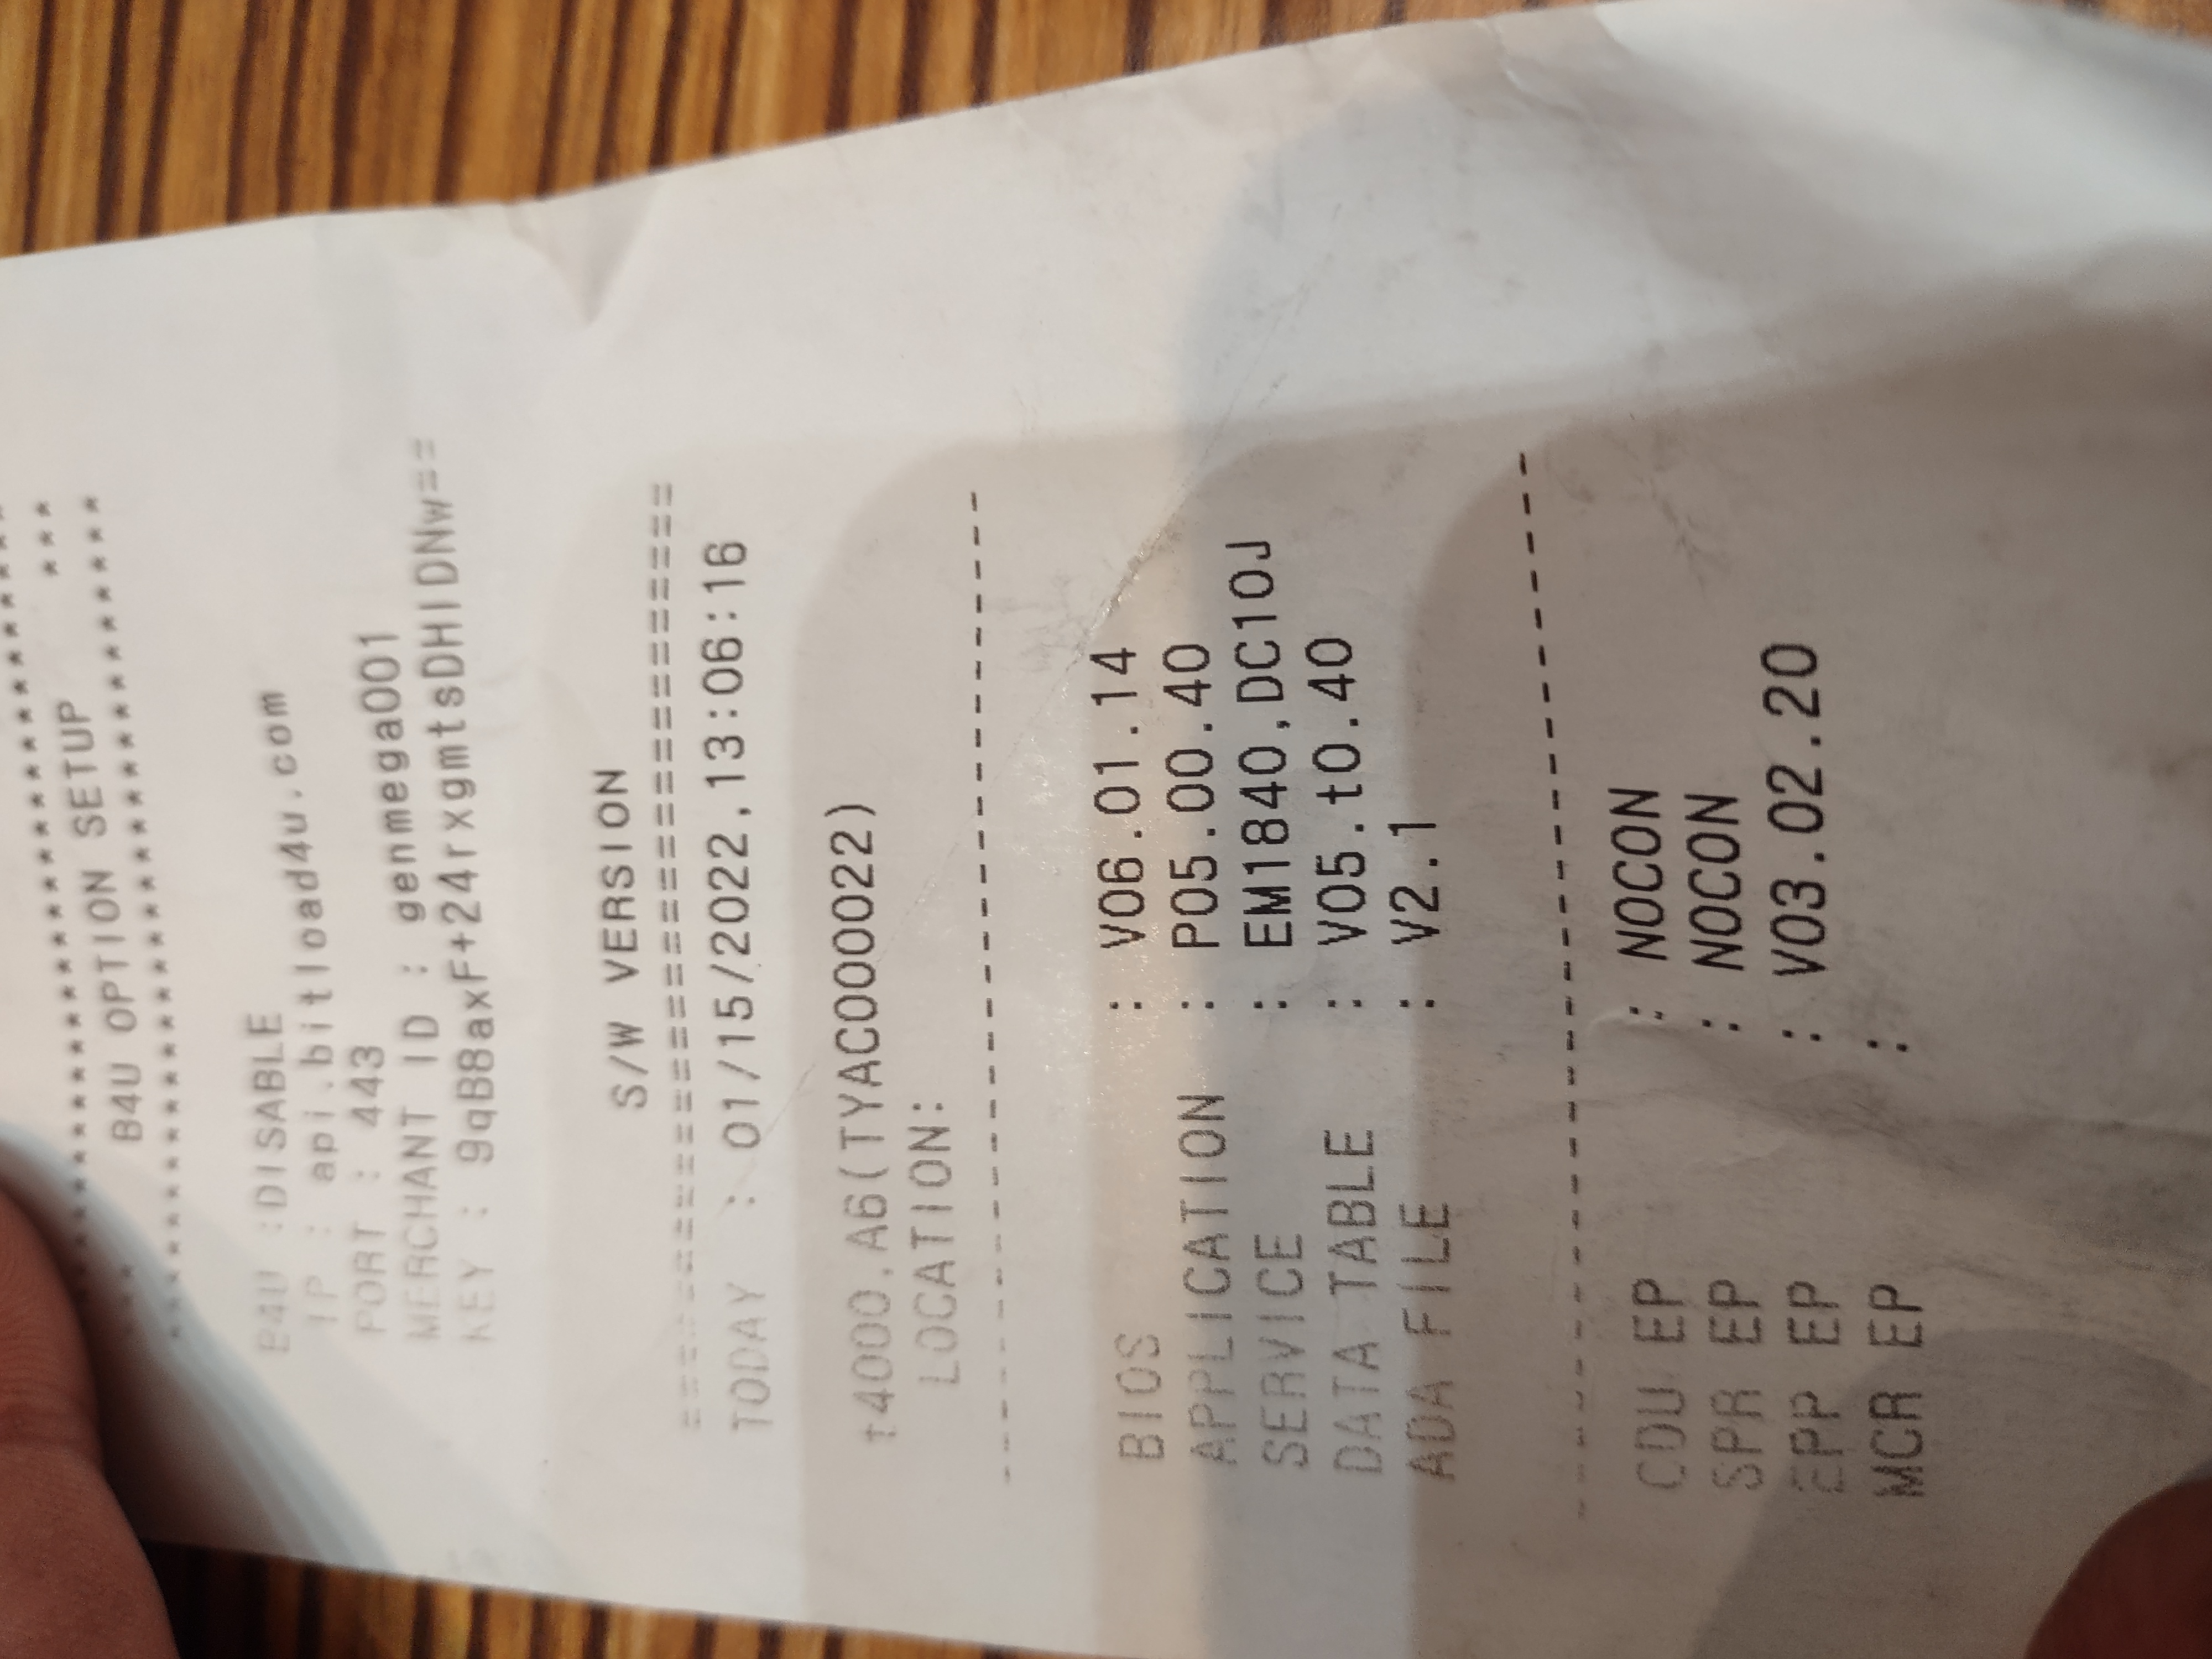 ********************************
*** B4U OPTION SETUP ***
********************************
B4U :DISABLE
IP : api.bitload4u.com
PORT : 443
MERCHANT ID : genmega001
KEY : 9qB8axF+24rxgmtsDHIDNw==
S/W VERSION
================================
TODAY : 01/15/2022,13:06:16
t4000,A6(TYAC000022)
LOCATION:
--------------------------------
BIOS : V06.01.14
APPLICATION : P05.00.40
SERVICE : EM1840,DC10J
DATA TABLE : V05.t0.40
ADA FILE : V2.1
--------------------------------
CDU EP : NOCON
SPR EP : NOCON
EPP EP : V03.02.20
MCR EP :